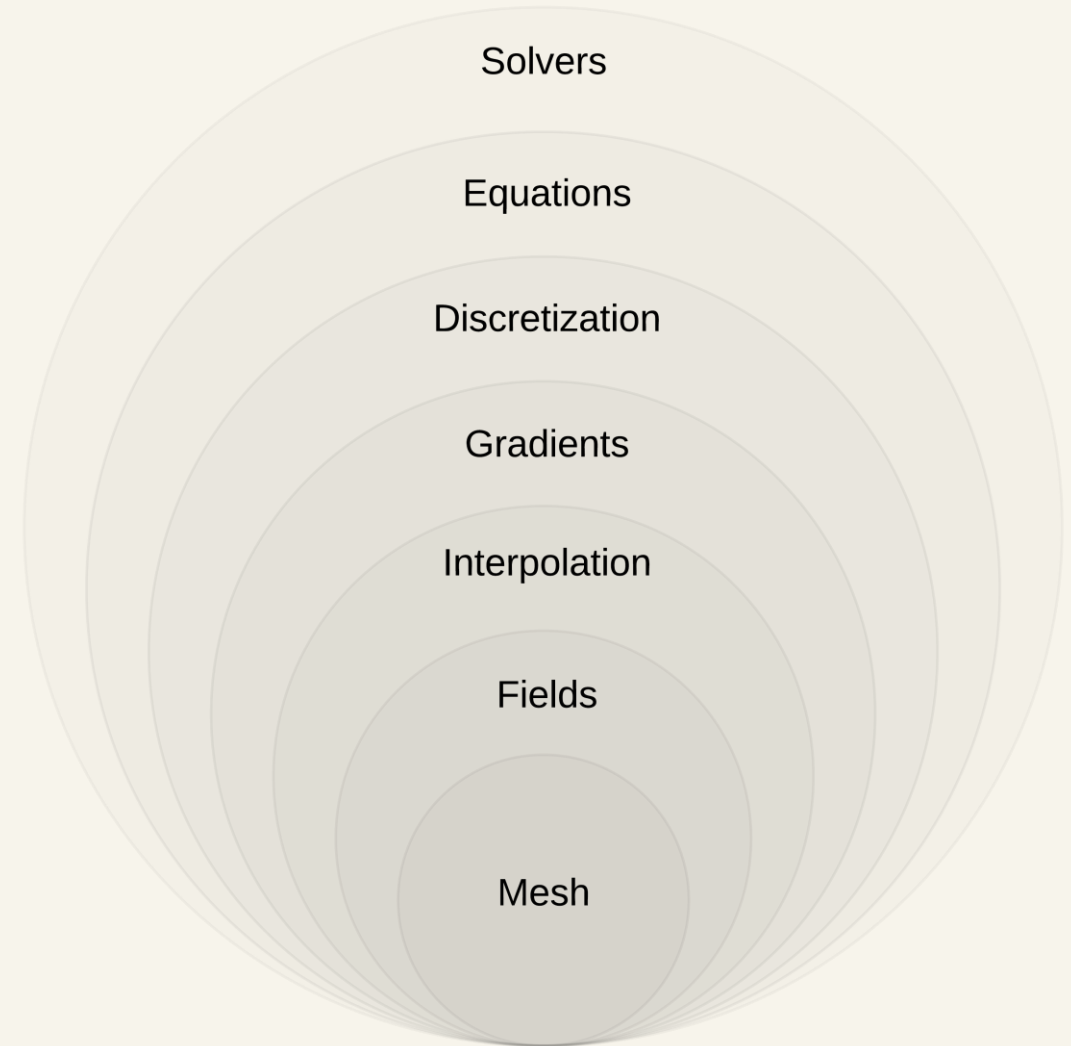 Solvers
Equations
Discretization
Gradients
Interpolation
Fields
Mesh